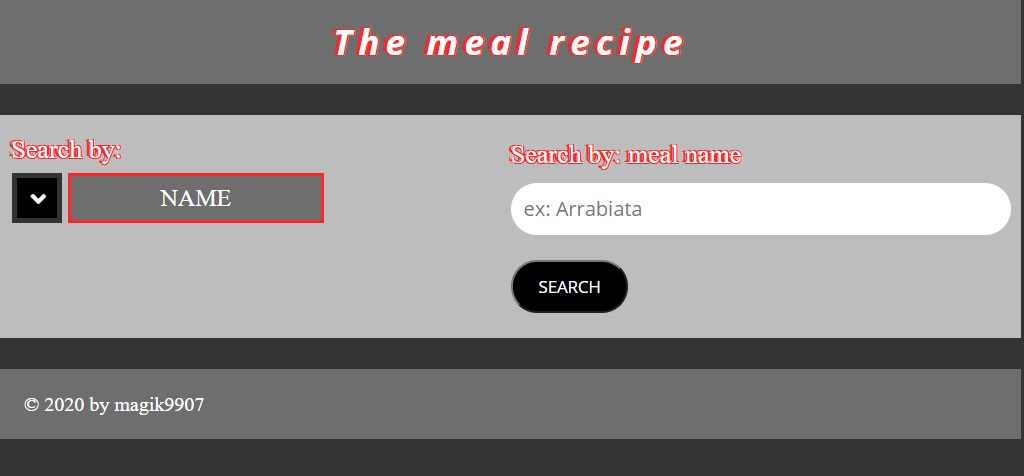 The meal recipe
Search by:
NAME
Search by: meal name
ex: Arrabiata
SEARCH
© 2020 by magik9907